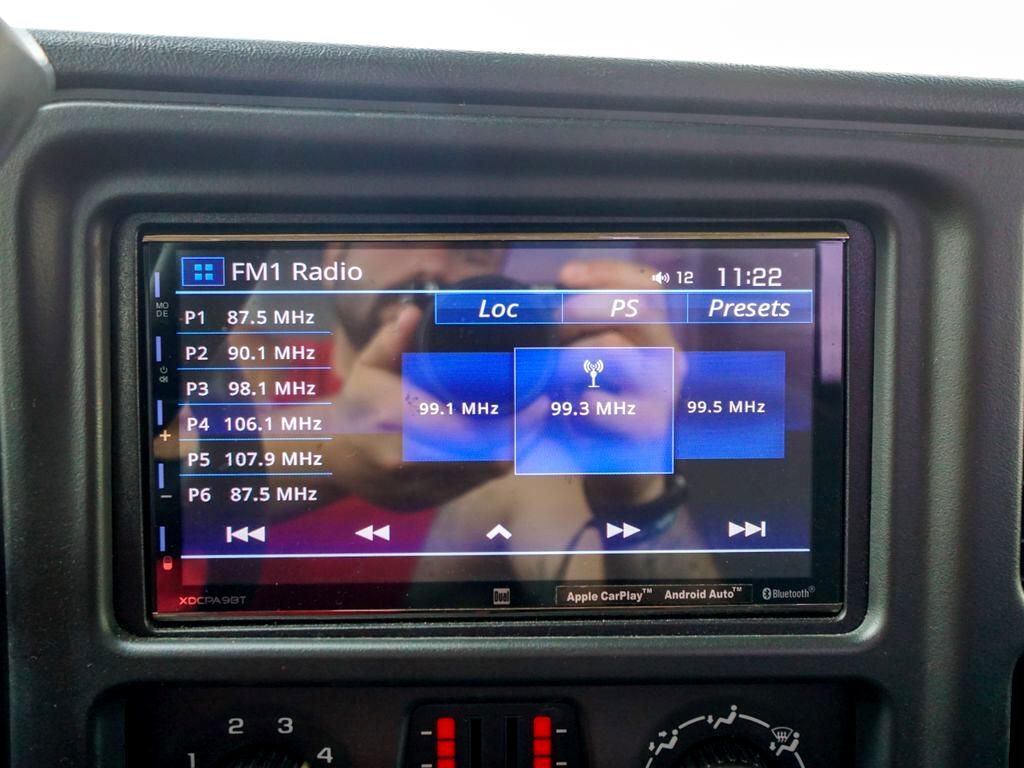 FM1 Radio 12 11:22
Loc PS Presets
MO
DE
P1 87.5 MHz
P2 90.1 MHz
P3 98.1 MHz
P4 106.1 MHz
P5 107.9 MHz
P6 87.5 MHz
99.1 MHz 99.3 MHz 99.5 MHz
+
−
XDCPA9BT Dual Apple CarPlay™ Android Auto™ Bluetooth®
1 2 3 4